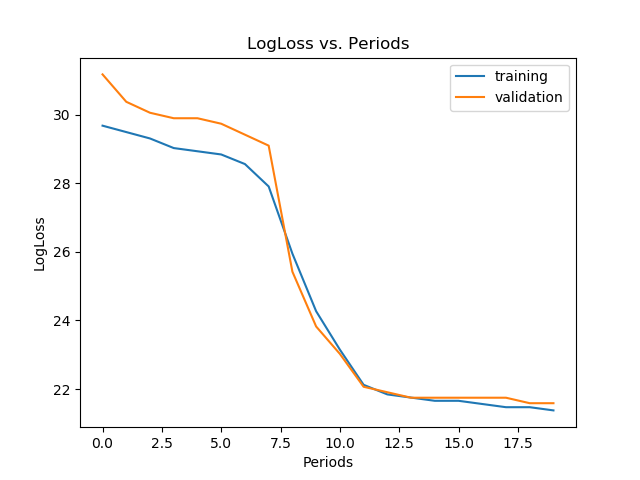 LogLoss vs. Periods
training
validation
30
28
26
24
22
LogLoss
0.0 2.5 5.0 7.5 10.0 12.5 15.0 17.5
Periods